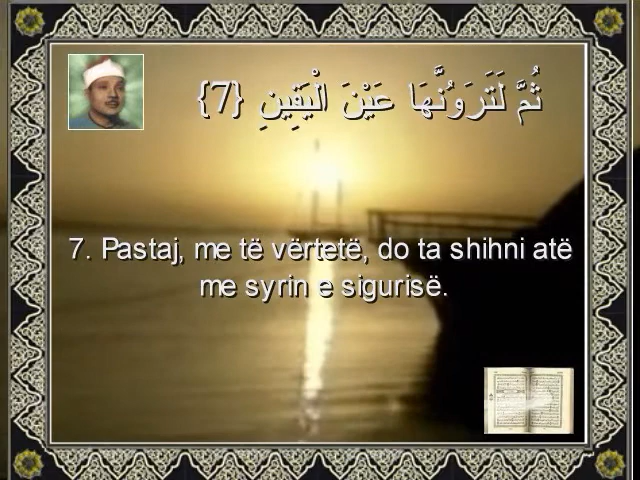 ثُمَّ لَتَرَوُنَّهَا عَيْنَ الْيَقِينِ {7}
7. Pastaj, me të vërtetë, do ta shihni atë
me syrin e sigurisë.